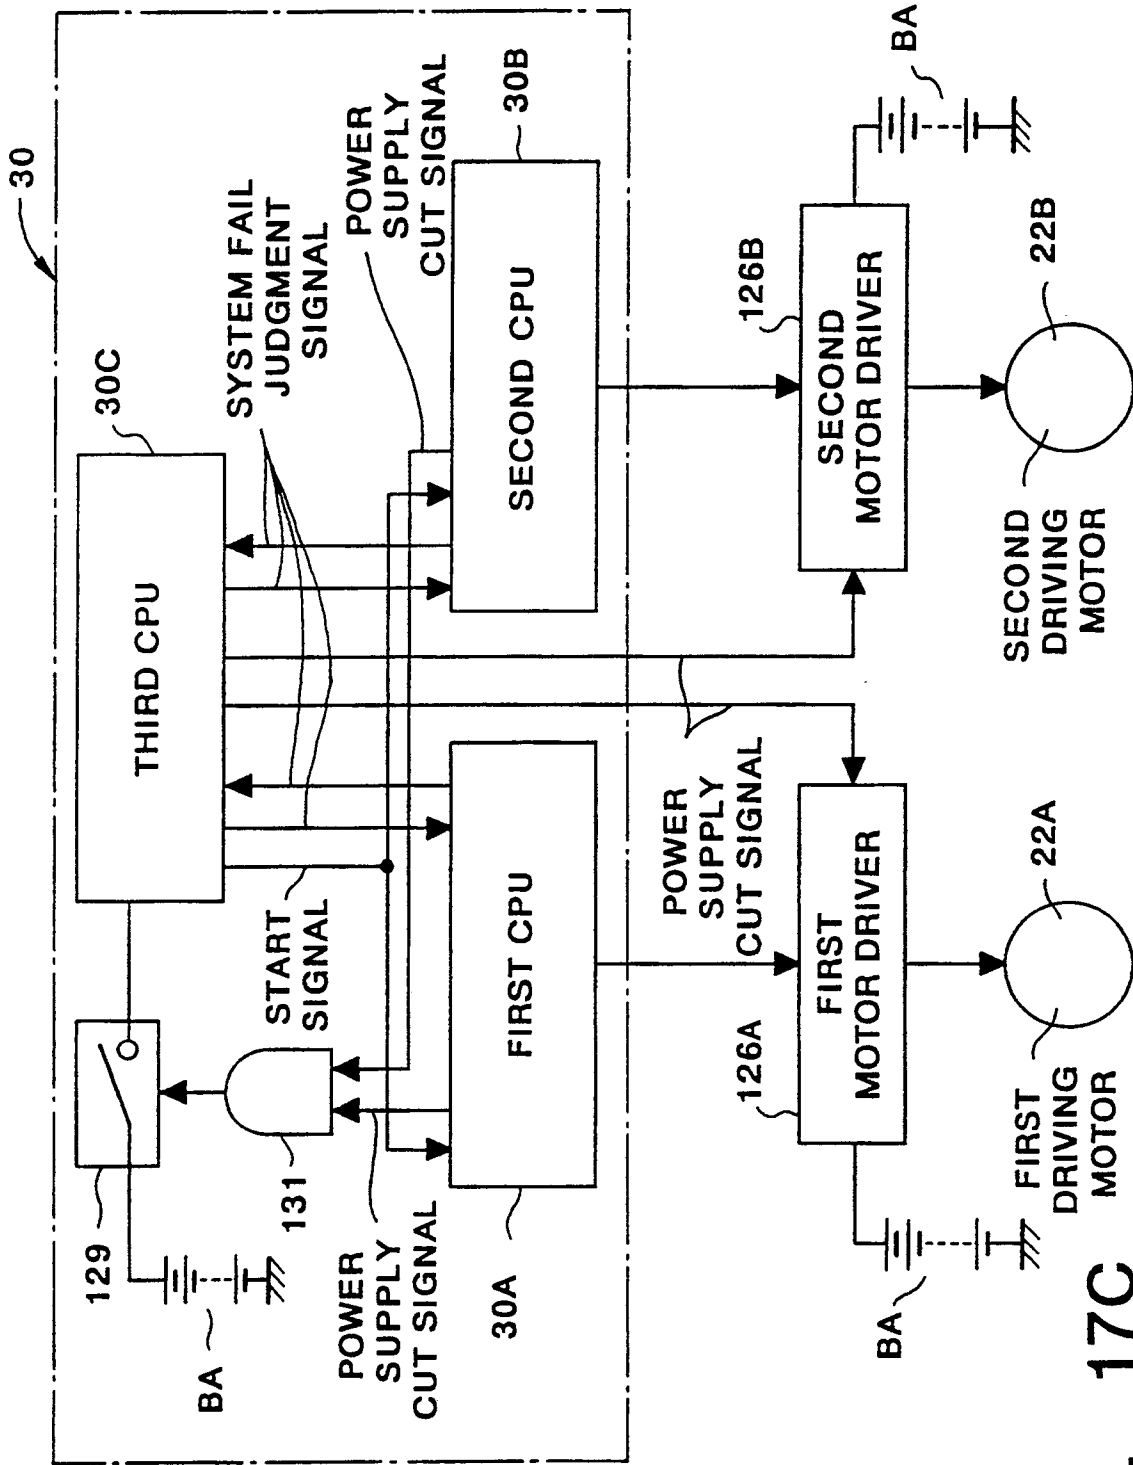 30
30C
THIRD CPU
SYSTEM FAIL
JUDGMENT
SIGNAL
POWER
SUPPLY
CUT SIGNAL
30B
SECOND CPU
129
BA
131
START
SIGNAL
POWER
SUPPLY
CUT SIGNAL
30A
FIRST CPU
POWER
SUPPLY
CUT SIGNAL
126A
FIRST
MOTOR DRIVER
BA
FIRST
DRIVING
MOTOR
22A
126B
SECOND
MOTOR DRIVER
BA
SECOND
DRIVING
MOTOR
22B
17C